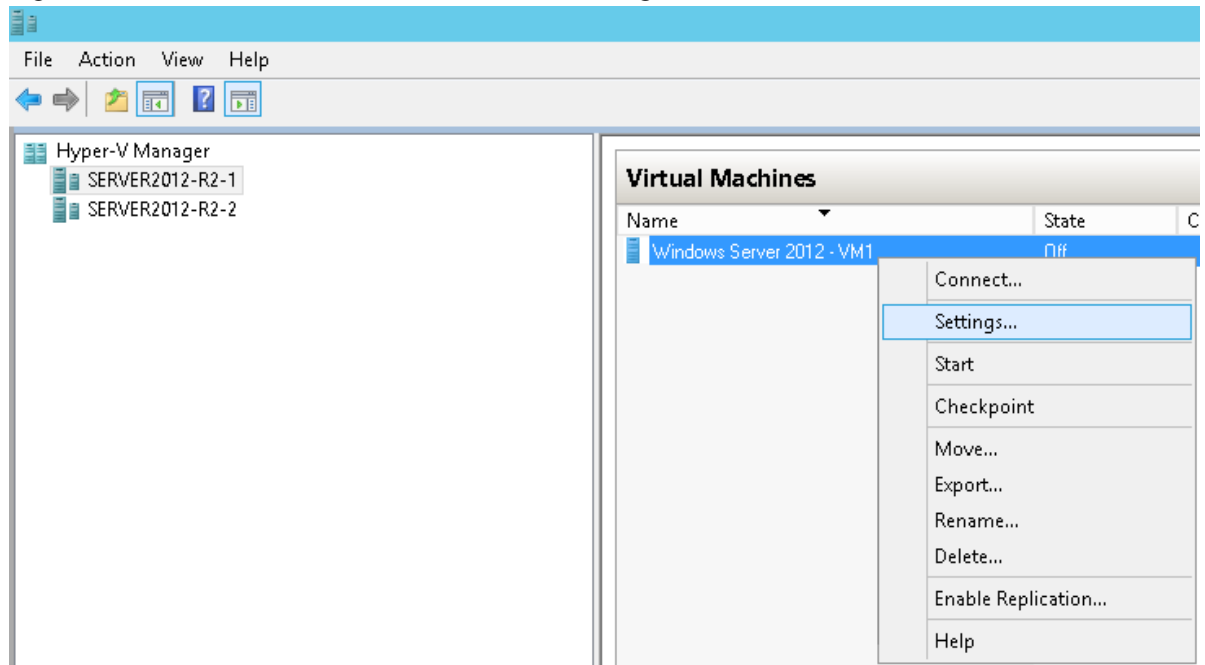 File Action View Help
Hyper-V Manager
SERVER2012-R2-1
SERVER2012-R2-2
Virtual Machines
Name State C
Windows Server 2012 - VM1 Off
Connect...
Settings...
Start
Checkpoint
Move...
Export...
Rename...
Delete...
Enable Replication...
Help